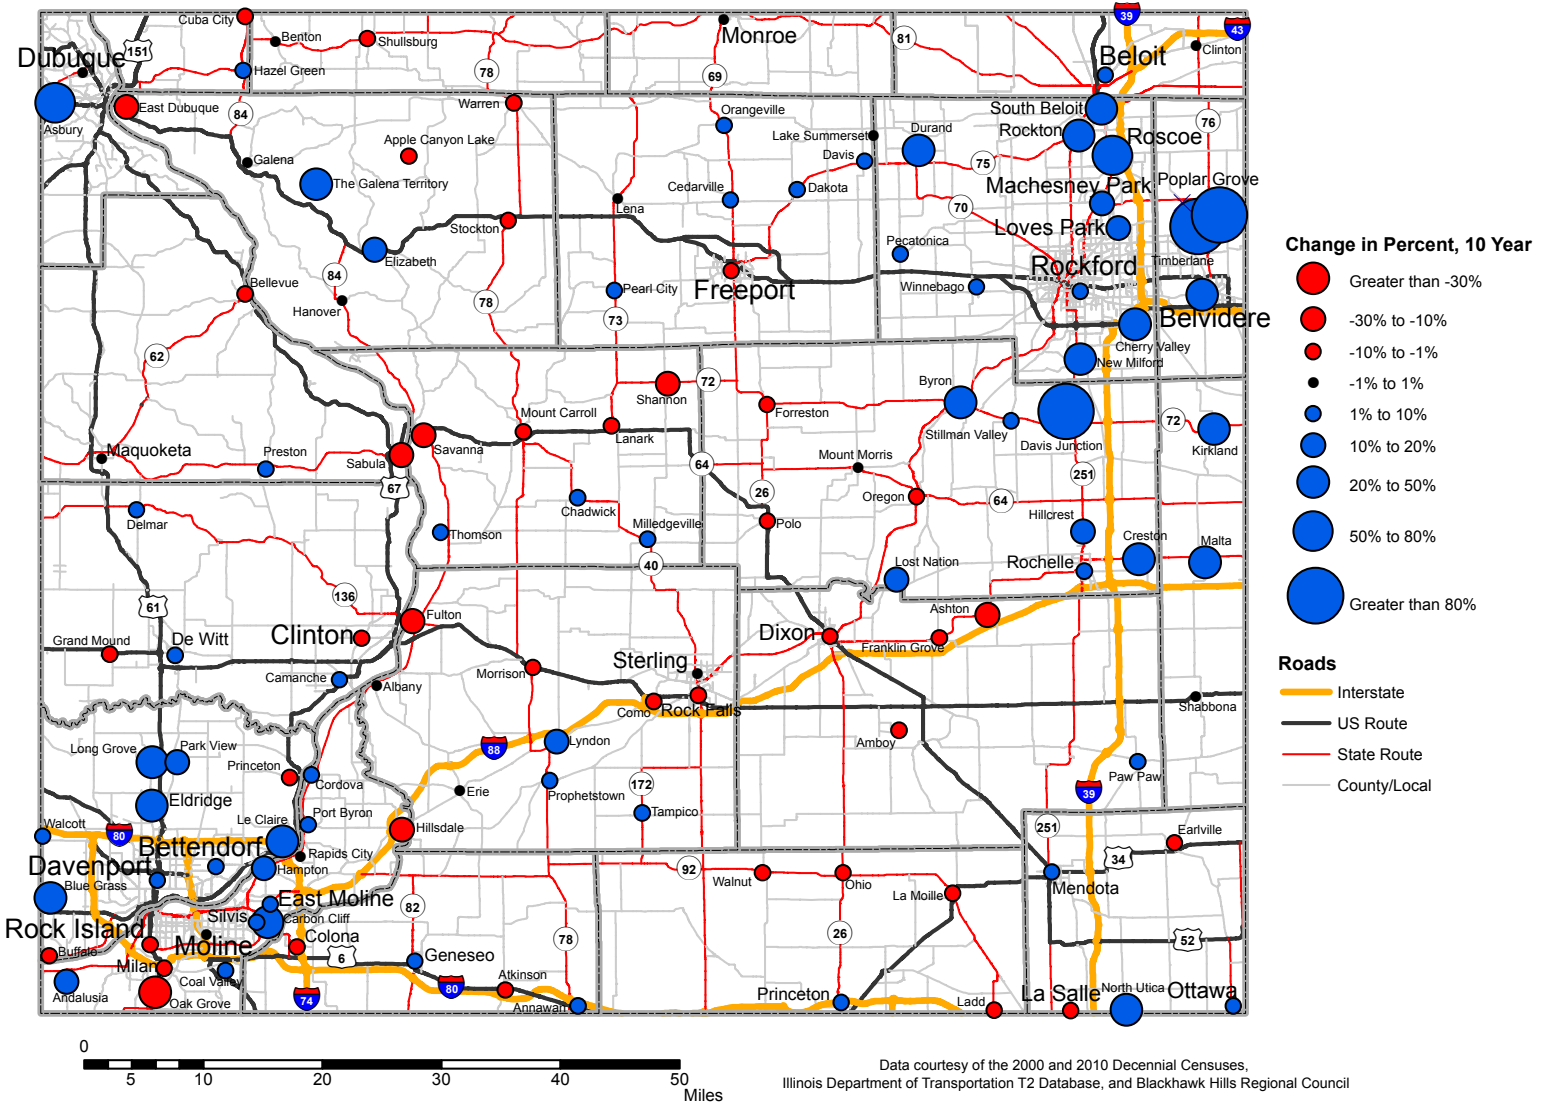 Cuba City
Benton
Shullsburg
Monroe
81
39
43
Clinton
Dubuque
151
Hazel Green
78
69
Beloit
Asbury
East Dubuque
84
Warren
Orangeville
South Beloit
76
Apple Canyon Lake
Lake Summerset
Durand
Rockton
Roscoe
Galena
Davis
75
The Galena Territory
Cedarville
Dakota
Machesney Park
Poplar Grove
Lena
70
Stockton
Loves Park
Elizabeth
Pecatonica
Timberlane
Change in Percent, 10 Year
Greater than -30%
-30% to -10%
-10% to -1%
-1% to 1%
1% to 10%
10% to 20%
20% to 50%
50% to 80%
Greater than 80%
Roads
Interstate
US Route
State Route
County/Local
84
Bellevue
Hanover
78
Pearl City
Freeport
Winnebago
Rockford
73
Belvidere
Cherry Valley
New Milford
62
Shannon
72
Byron
Mount Carroll
Forreston
Stillman Valley
Davis Junction
72
Kirkland
Lanark
Maquoketa
Preston
Sabula
Savanna
64
Mount Morris
251
67
26
Oregon
64
Delmar
Chadwick
Milledgeville
Polo
Hillcrest
Thomson
Creston
Malta
40
Lost Nation
Rochelle
136
61
Fulton
Ashton
Grand Mound
De Witt
Clinton
Dixon
Franklin Grove
Sterling
Camanche
Albany
Morrison
Como
Rock Falls
Shabbona
Long Grove
Park View
88
Lyndon
Amboy
Princeton
Cordova
Erie
Prophetstown
172
Paw Paw
39
Eldridge
Le Claire
Port Byron
Tampico
Walcott
80
Hillsdale
251
Earlville
Bettendorf
Rapids City
34
Davenport
Hampton
92
Walnut
Ohio
Mendota
Blue Grass
La Moille
East Moline
82
Silvis
Carbon Cliff
Rock Island
Colona
78
26
52
Buffalo
Moline
6
Geneseo
Milan
Coal Valley
Atkinson
Andalusia
Oak Grove
74
80
Annawan
Princeton
Ladd
La Salle
North Utica
Ottawa
0
5
10
20
30
40
50
Miles
Data courtesy of the 2000 and 2010 Decennial Censuses,
Illinois Department of Transportation T2 Database, and Blackhawk Hills Regional Council